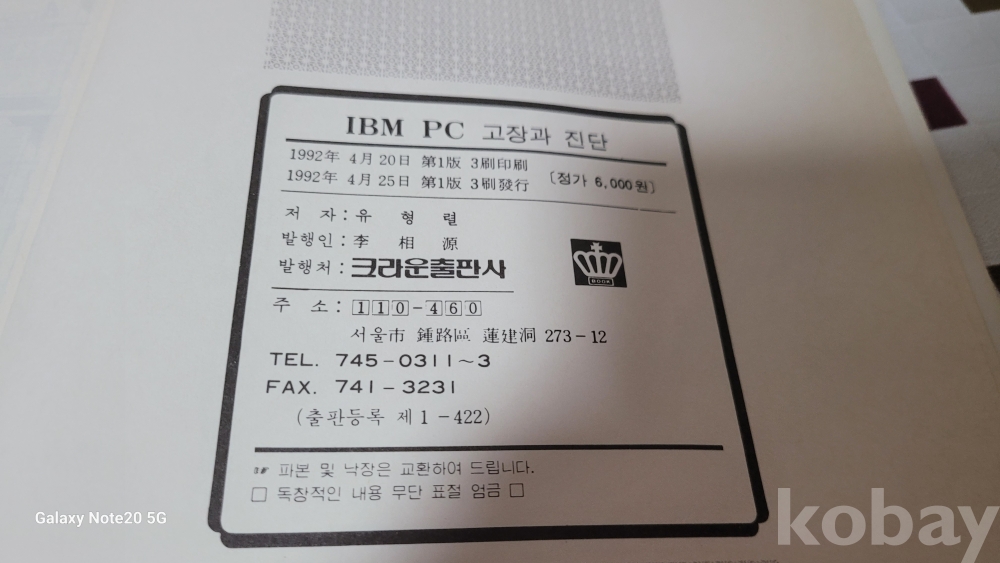 IBM PC 고장과 진단
1992年 4月 20日 第1版 3刷印刷
1992年 4月 25日 第1版 3刷發行
〔정가 6,000원〕
저 자 : 유 형 렬
발행인 : 李 相 源
발행처 : 크라운출판사
BOOK
주 소 : 110-460
서울市 鍾路區 蓮建洞 273-12
TEL. 745-0311~3
FAX. 741-3231
(출판등록 제1-422)
☞ 파본 및 낙장은 교환하여 드립니다.
□ 독창적인 내용 무단 표절 엄금 □
Galaxy Note20 5G
kobay